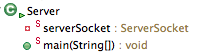 Server
S serverSocket : ServerSocket
S main(String[]) : void